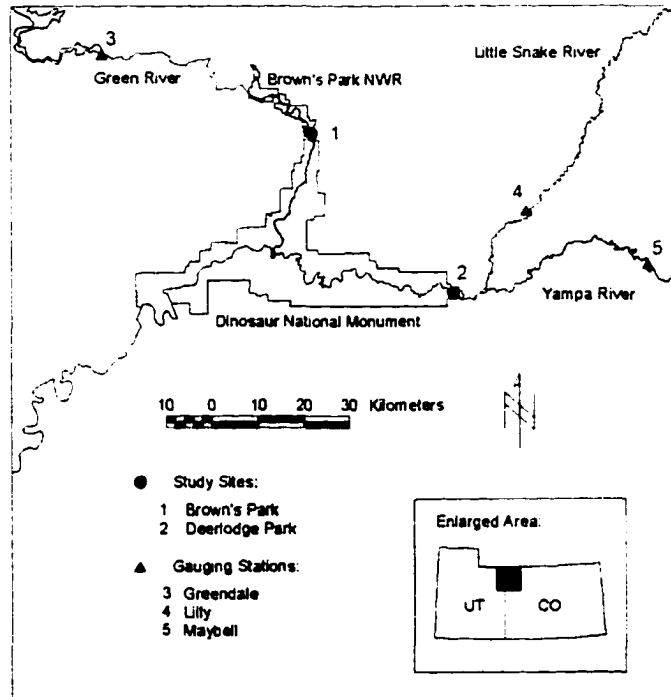 3
Green River
Brown's Park NWR
Little Snake River
1
4
5
2
Yampa River
Dinosaur National Monument
10 0 10 20 30 Kilometers
N
Study Sites:
1 Brown's Park
2 Deerlodge Park
Gauging Stations:
3 Greendale
4 Lilly
5 Maybell
Enlarged Area:
UT CO